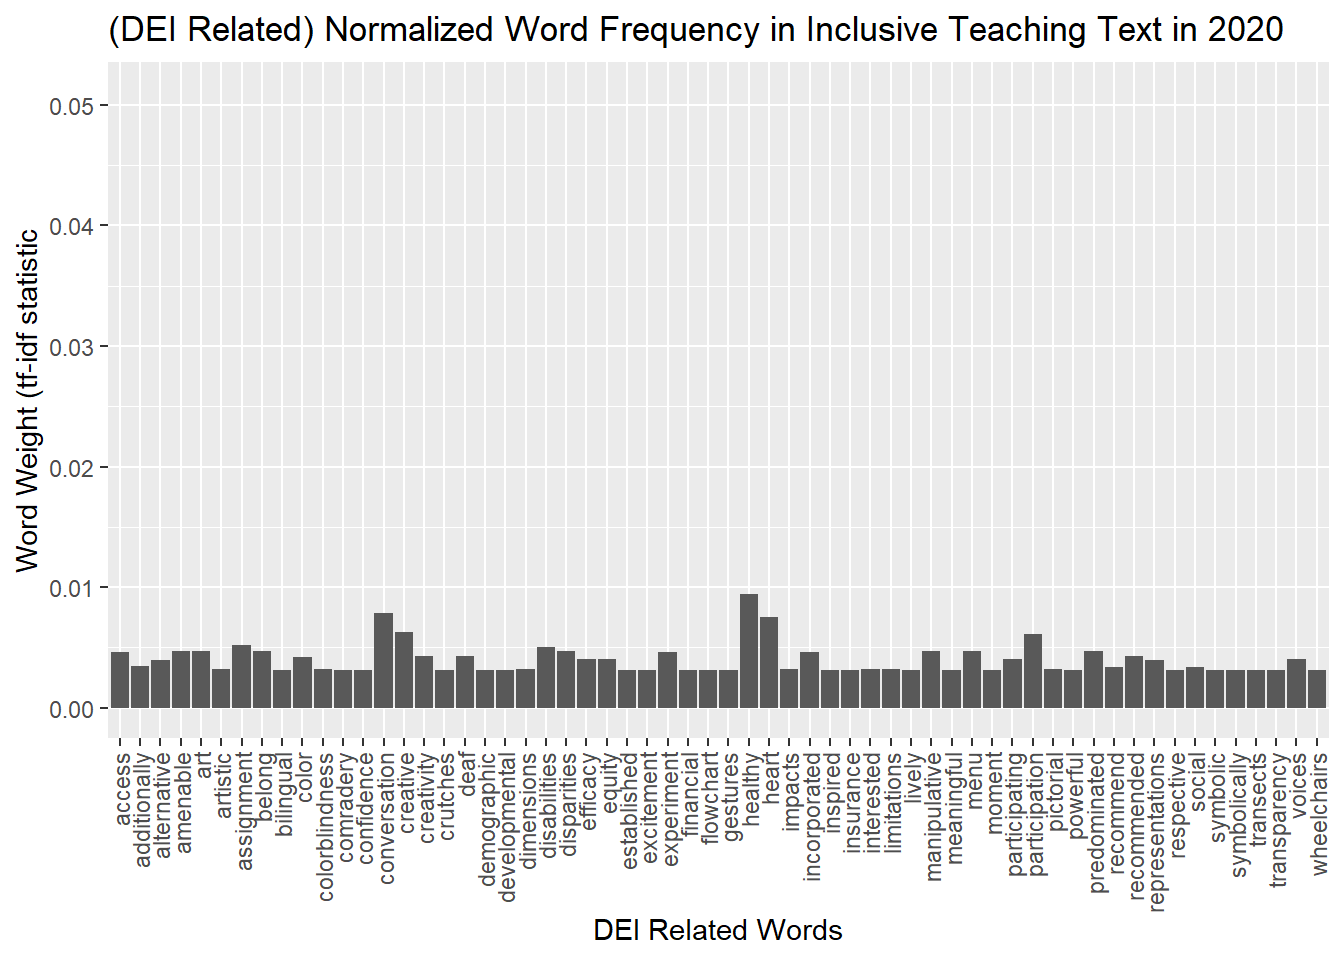 (DEI Related) Normalized Word Frequency in Inclusive Teaching Text in 2020
Word Weight (tf-idf statistic
0.05
0.04
0.03
0.02
0.01
0.00
access
additionally
alternative
amenable
art
artistic
assignment
belong
bilingual
color
colorblindness
comradery
confidence
conversation
creative
creativity
crutches
deaf
demographic
developmental
dimensions
disabilities
disparities
efficacy
equity
established
excitement
experiment
financial
flowchart
gestures
healthy
heart
impacts
incorporated
inspired
insurance
interested
limitations
lively
manipulative
meaningful
menu
moment
participating
participation
pictorial
powerful
predominated
recommend
recommended
representations
respective
social
symbolic
symbolically
transects
transparency
voices
wheelchairs
DEI Related Words